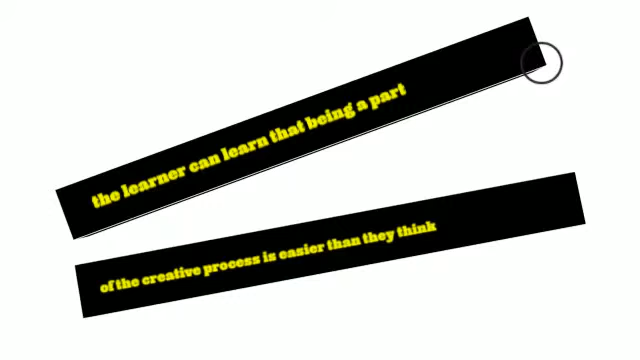 the learner can learn that being a part
of the creative process is easier than they think